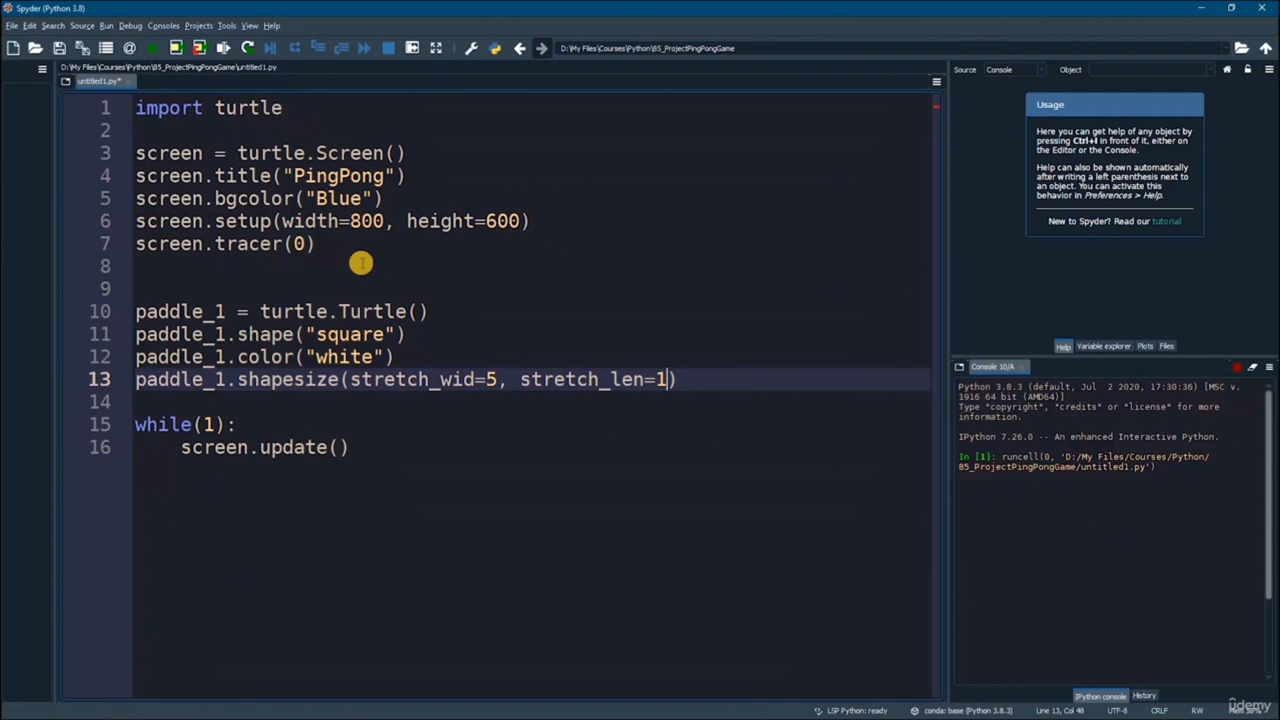 Spyder (Python 3.8)
File Edit Search Source Run Debug Consoles Projects Tools View Help
D:\My Files\Courses\Python\85_ProjectPingPongGame
D:\My Files\Courses\Python\85_ProjectPingPongGame\untitled1.py
untitled1.py*
1 import turtle
2
3 screen = turtle.Screen()
4 screen.title("PingPong")
5 screen.bgcolor("Blue")
6 screen.setup(width=800, height=600)
7 screen.tracer(0)
8
9
10 paddle_1 = turtle.Turtle()
11 paddle_1.shape("square")
12 paddle_1.color("white")
13 paddle_1.shapesize(stretch_wid=5, stretch_len=1)
14
15 while(1):
16 screen.update()
Source Console Object
Usage
Here you can get help of any object by
pressing Ctrl+I in front of it, either on
the Editor or the Console.
Help can also be shown automatically
after writing a left parenthesis next to
an object. You can activate this
behavior in Preferences > Help.
New to Spyder? Read our tutorial
Help Variable explorer Plots Files
Console 10/A
Python 3.8.3 (default, Jul 2 2020, 17:30:36) [MSC v.
1916 64 bit (AMD64)]
Type "copyright", "credits" or "license" for more
information.
IPython 7.26.0 -- An enhanced Interactive Python.
In [1]: runcell(0, 'D:/My Files/Courses/Python/
85_ProjectPingPongGame/untitled1.py')
IPython console History
LSP Python: ready conda: base (Python 3.8.3) Line 13, Col 48 UTF-8 CRLF RW
udemy